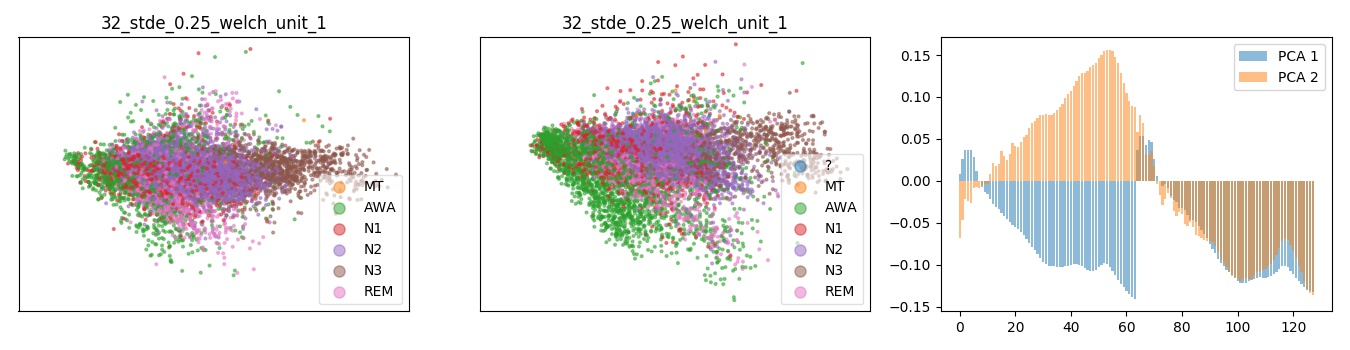 32_stde_0.25_welch_unit_1
MT
AWA
N1
N2
N3
REM
32_stde_0.25_welch_unit_1
?
MT
AWA
N1
N2
N3
REM
PCA 1
PCA 2
0.15
0.10
0.05
0.00
−0.05
−0.10
−0.15
0 20 40 60 80 100 120